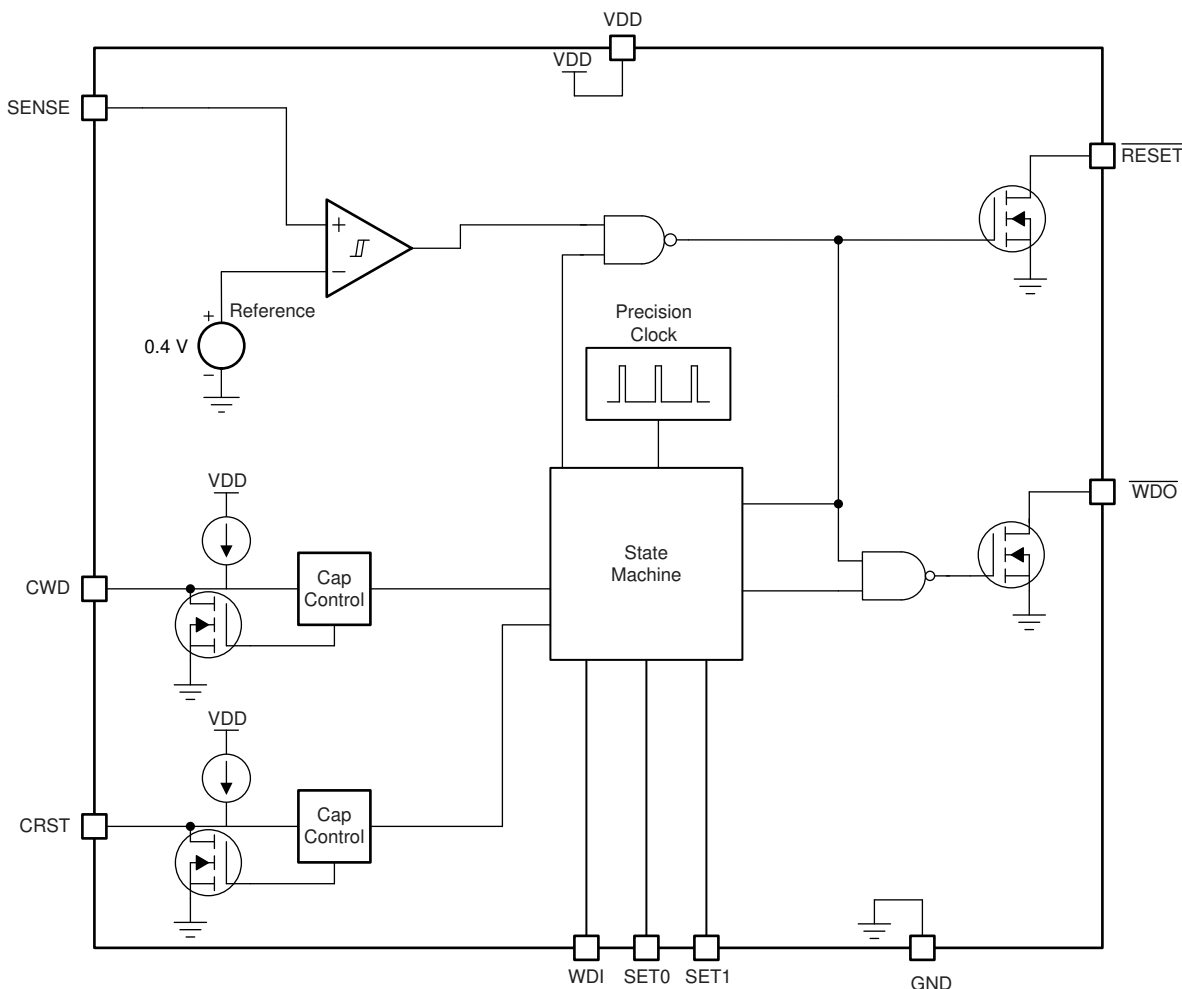 VDD
VDD
SENSE
RESET
+
−
+
Reference
0.4 V
−
Precision
Clock
VDD
WDO
State
Machine
CWD
Cap
Control
VDD
CRST
Cap
Control
WDI
SET0
SET1
GND